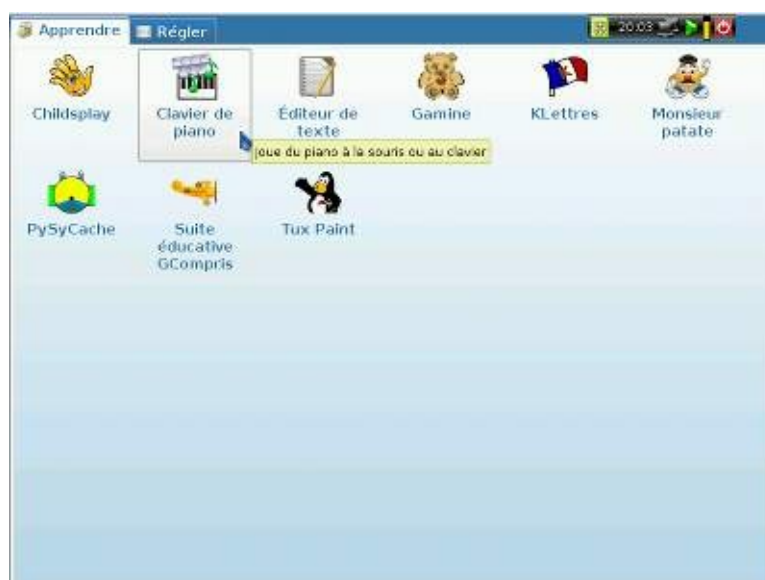 Apprendre
Régler
20:03
Childsplay
Clavier de
piano
Éditeur de
texte
Gamine
KLettres
Monsieur
patate
joue du piano à la souris ou au clavier
PySyCache
Suite
éducative
GCompris
Tux Paint